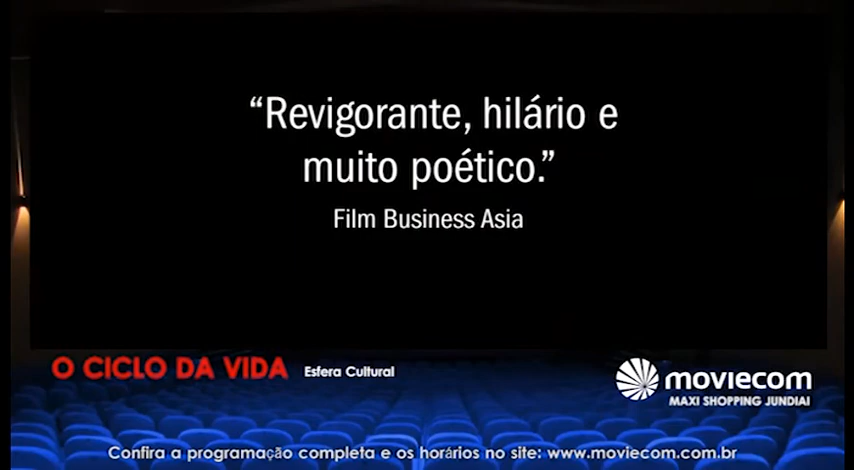 “Revigorante, hilário e
muito poético.”
Film Business Asia
O CICLO DA VIDA Esfera Cultural
moviecom
MAXI SHOPPING JUNDIAI
Confira a programação completa e os horários no site: www.moviecom.com.br